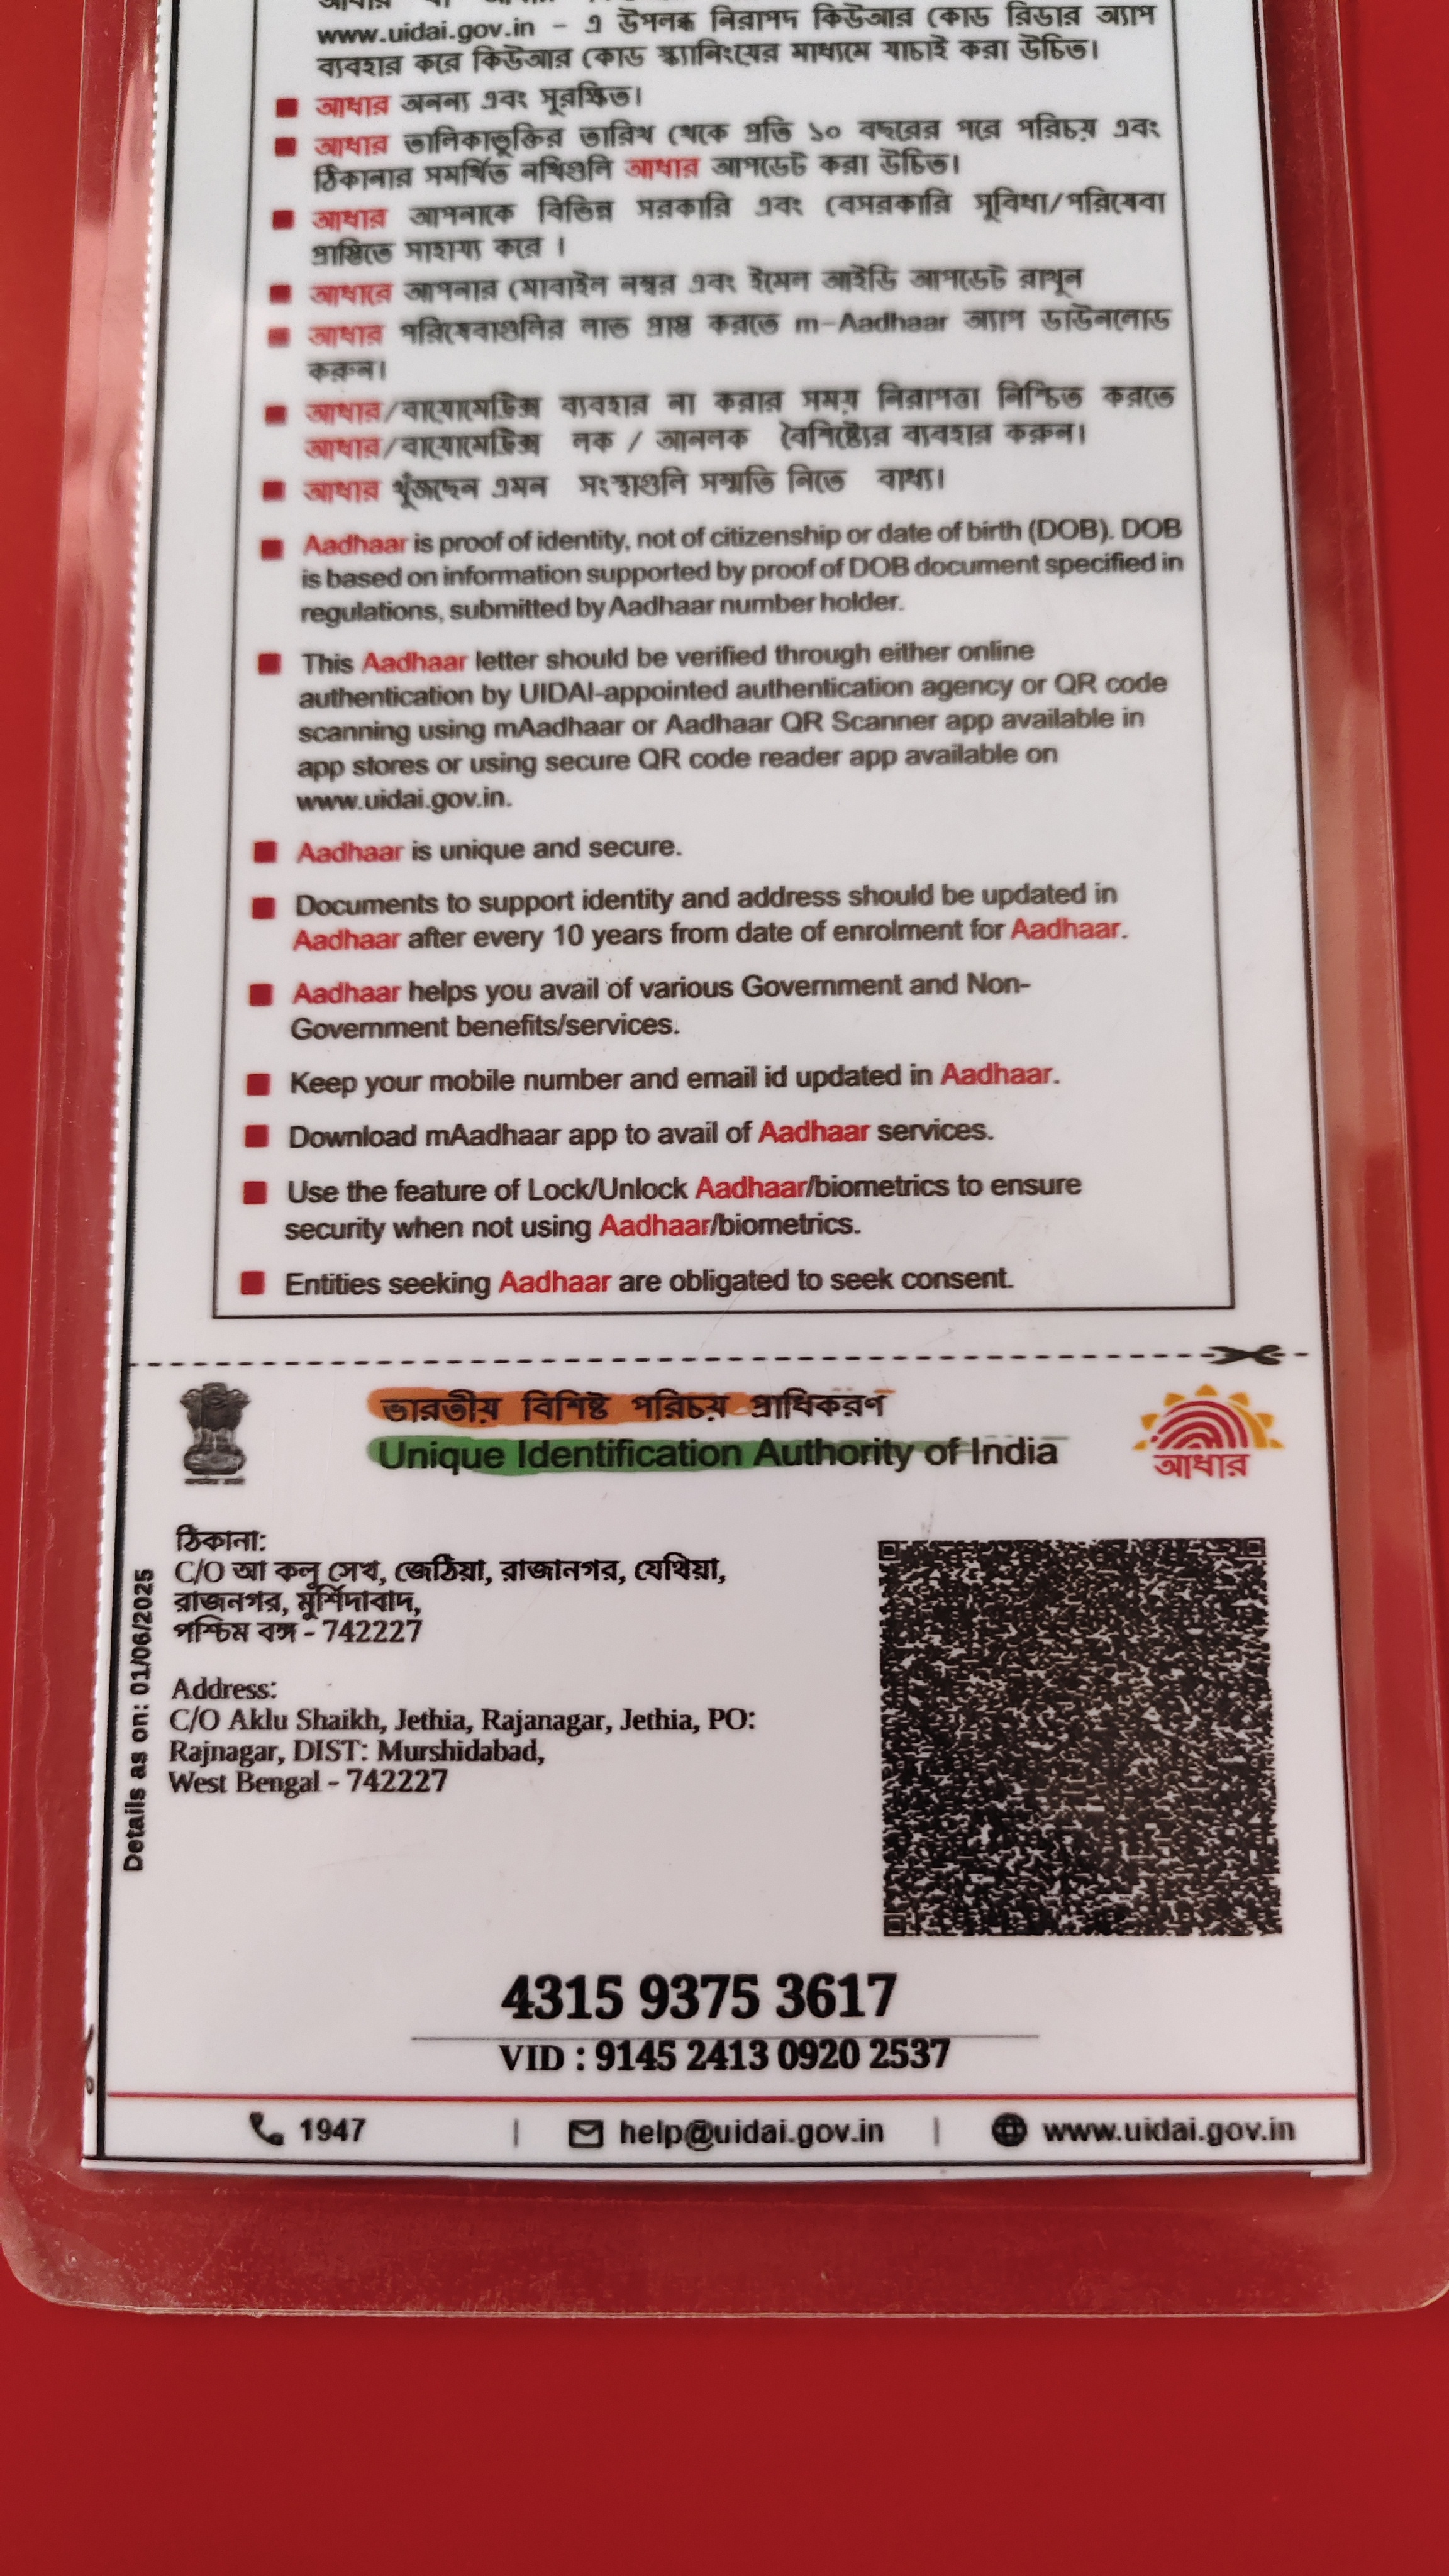 www.uidai.gov.in - এ উপলব্ধ নিরাপদ কিউআর কোড রিডার অ্যাপ
ব্যবহার করে কিউআর কোড স্ক্যানিংয়ের মাধ্যমে যাচাই করা উচিত।
আধার অনন্য এবং সুরক্ষিত।
আধার তালিকাভুক্তির তারিখ থেকে প্রতি ১০ বছরের পরে পরিচয় এবং
ঠিকানার সমর্থিত নথিগুলি আধার আপডেট করা উচিত।
আধার আপনাকে বিভিন্ন সরকারি এবং বেসরকারি সুবিধা/পরিষেবা
প্রাপ্তিতে সাহায্য করে ।
আধারে আপনার মোবাইল নম্বর এবং ইমেল আইডি আপডেট রাখুন
আধার পরিষেবাগুলির লাভ প্রাপ্ত করতে m-Aadhaar অ্যাপ ডাউনলোড
করুন।
আধার/বায়োমেট্রিক্স ব্যবহার না করার সময় নিরাপত্তা নিশ্চিত করতে
আধার/বায়োমেট্রিক্স লক / আনলক বৈশিষ্ট্যের ব্যবহার করুন।
আধার খুঁজছেন এমন সংস্থাগুলি সম্মতি নিতে বাধ্য।
Aadhaar is proof of identity, not of citizenship or date of birth (DOB). DOB
is based on information supported by proof of DOB document specified in
regulations, submitted by Aadhaar number holder.
This Aadhaar letter should be verified through either online
authentication by UIDAI-appointed authentication agency or QR code
scanning using mAadhaar or Aadhaar QR Scanner app available in
app stores or using secure QR code reader app available on
www.uidai.gov.in.
Aadhaar is unique and secure.
Documents to support identity and address should be updated in
Aadhaar after every 10 years from date of enrolment for Aadhaar.
Aadhaar helps you avail of various Government and Non-
Government benefits/services.
Keep your mobile number and email id updated in Aadhaar.
Download mAadhaar app to avail of Aadhaar services.
Use the feature of Lock/Unlock Aadhaar/biometrics to ensure
security when not using Aadhaar/biometrics.
Entities seeking Aadhaar are obligated to seek consent.
ভারতীয় বিশিষ্ট পরিচয় প্রাধিকরণ
Unique Identification Authority of India
আধার
Details as on: 01/06/2025
ঠিকানা:
C/O আ কলু সেখ, জেঠিয়া, রাজানগর, যেথিয়া,
রাজনগর, মুর্শিদাবাদ,
পশ্চিম বঙ্গ - 742227
Address:
C/O Aklu Shaikh, Jethia, Rajanagar, Jethia, PO:
Rajnagar, DIST: Murshidabad,
West Bengal - 742227
4315 9375 3617
VID : 9145 2413 0920 2537
1947 | help@uidai.gov.in | www.uidai.gov.in